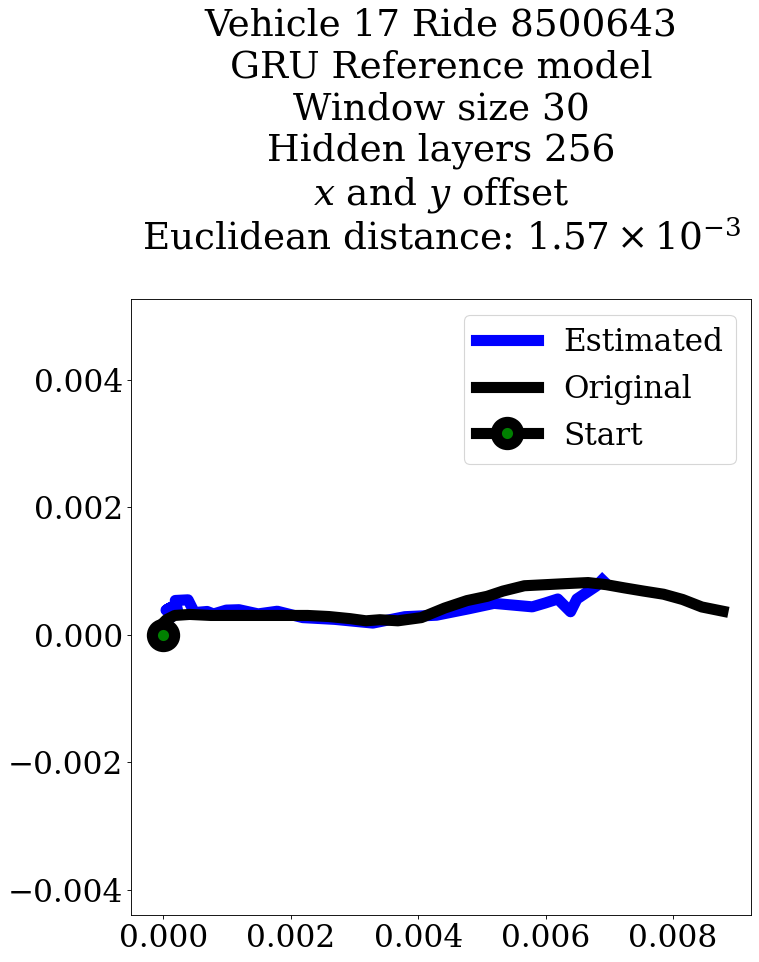 Vehicle 17 Ride 8500643
GRU Reference model
Window size 30
Hidden layers 256
x and y offset
Euclidean distance: 1.57 × 10⁻³
Estimated
Original
Start
0.004
0.002
0.000
−0.002
−0.004
0.000 0.002 0.004 0.006 0.008